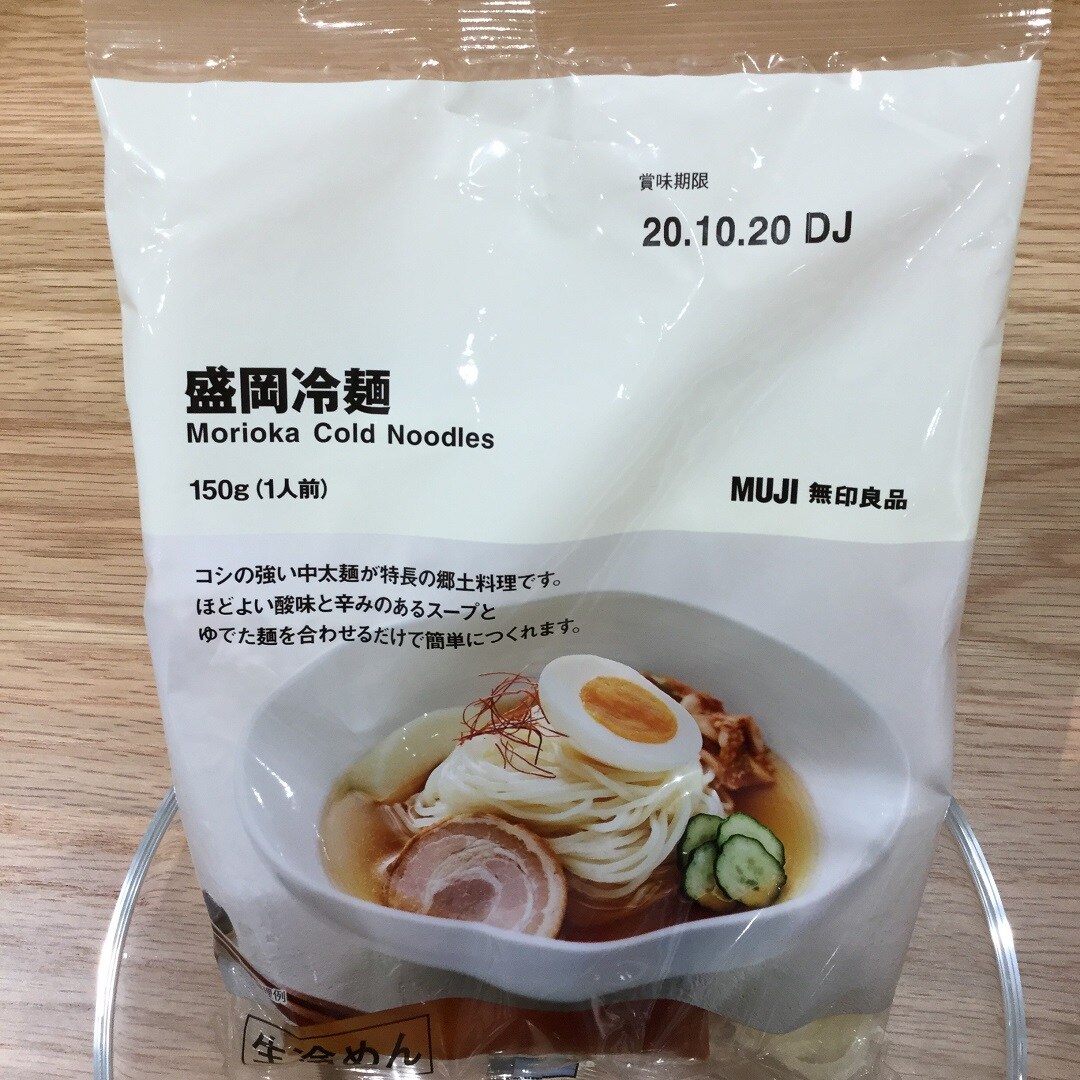 賞味期限
20.10.20 DJ
盛岡冷麺
Morioka Cold Noodles
150g（1人前）
MUJI 無印良品
コシの強い中太麺が特長の郷土料理です。
ほどよい酸味と辛みのあるスープと
ゆでた麺を合わせるだけで簡単につくれます。
例
生冷めん